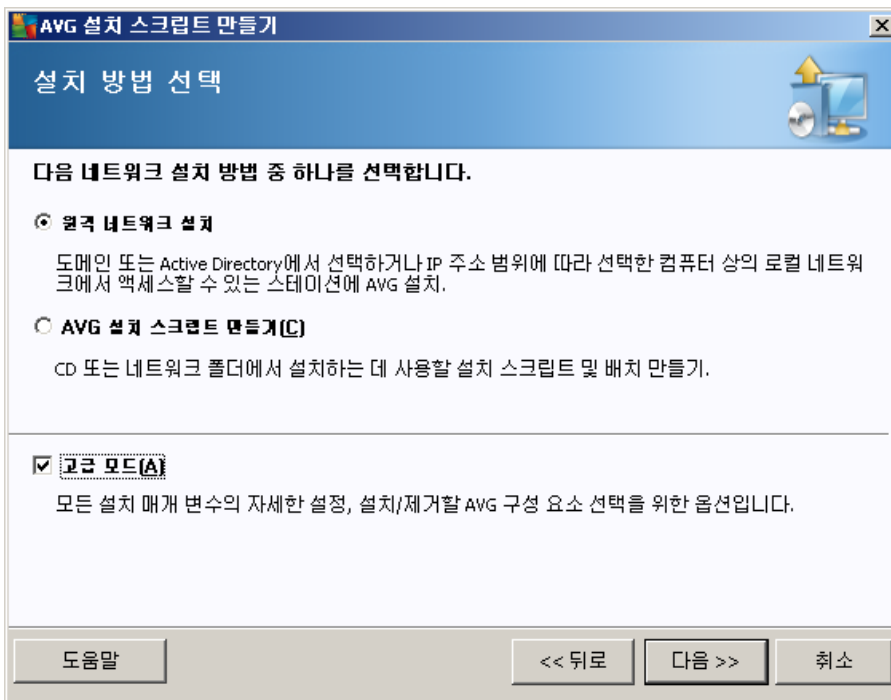 AVG 설치 스크립트 만들기
설치 방법 선택
다음 네트워크 설치 방법 중 하나를 선택합니다.
원격 네트워크 설치
도메인 또는 Active Directory에서 선택하거나 IP 주소 범위에 따라 선택한 컴퓨터 상의 로컬 네트워
크에서 액세스할 수 있는 스테이션에 AVG 설치.
AVG 설치 스크립트 만들기(C)
CD 또는 네트워크 폴더에서 설치하는 데 사용할 설치 스크립트 및 배치 만들기.
고급 모드(A)
모든 설치 매개 변수의 자세한 설정, 설치/제거할 AVG 구성 요소 선택을 위한 옵션입니다.
도움말
<< 뒤로
다음 >>
취소